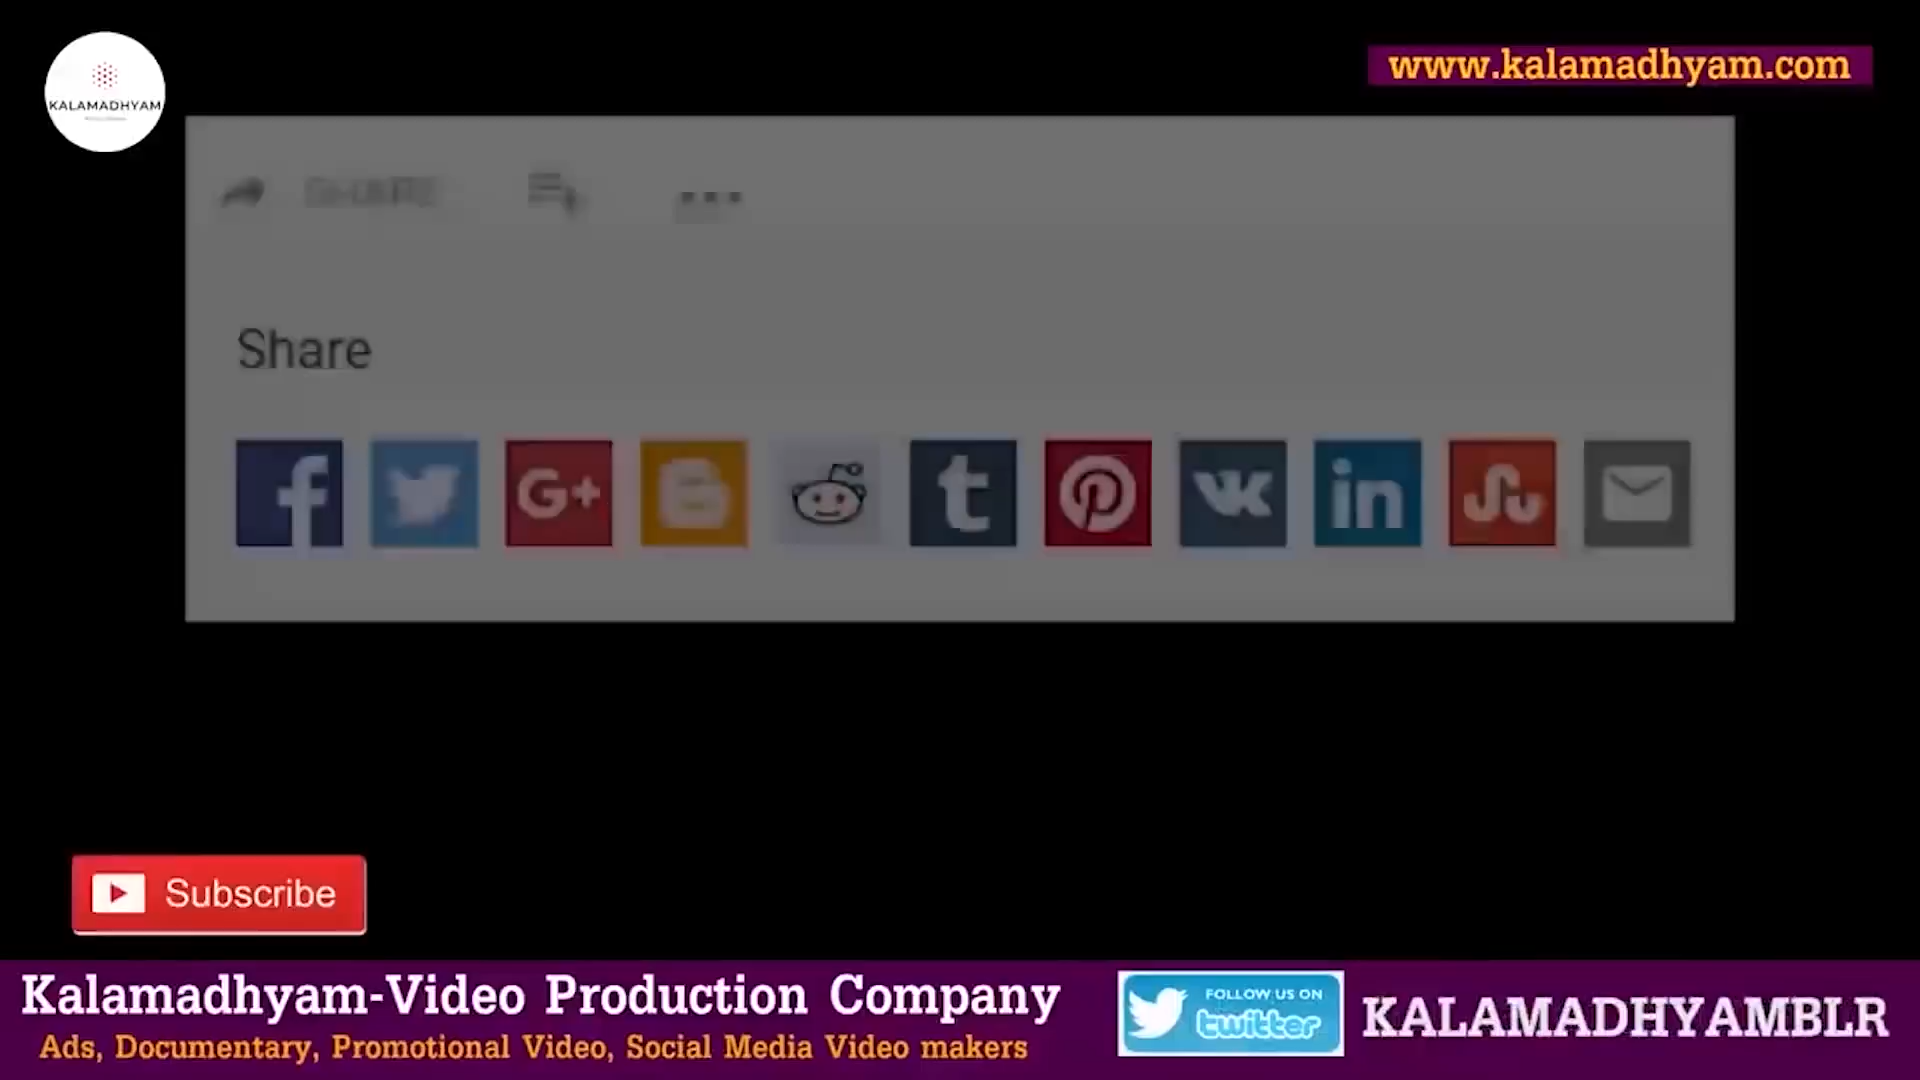 KALAMADHYAM
www.kalamadhyam.com
SHARE
Share
Subscribe
Kalamadhyam-Video Production Company
Ads, Documentary, Promotional Video, Social Media Video makers
FOLLOW US ON
twitter
KALAMADHYAMBLR